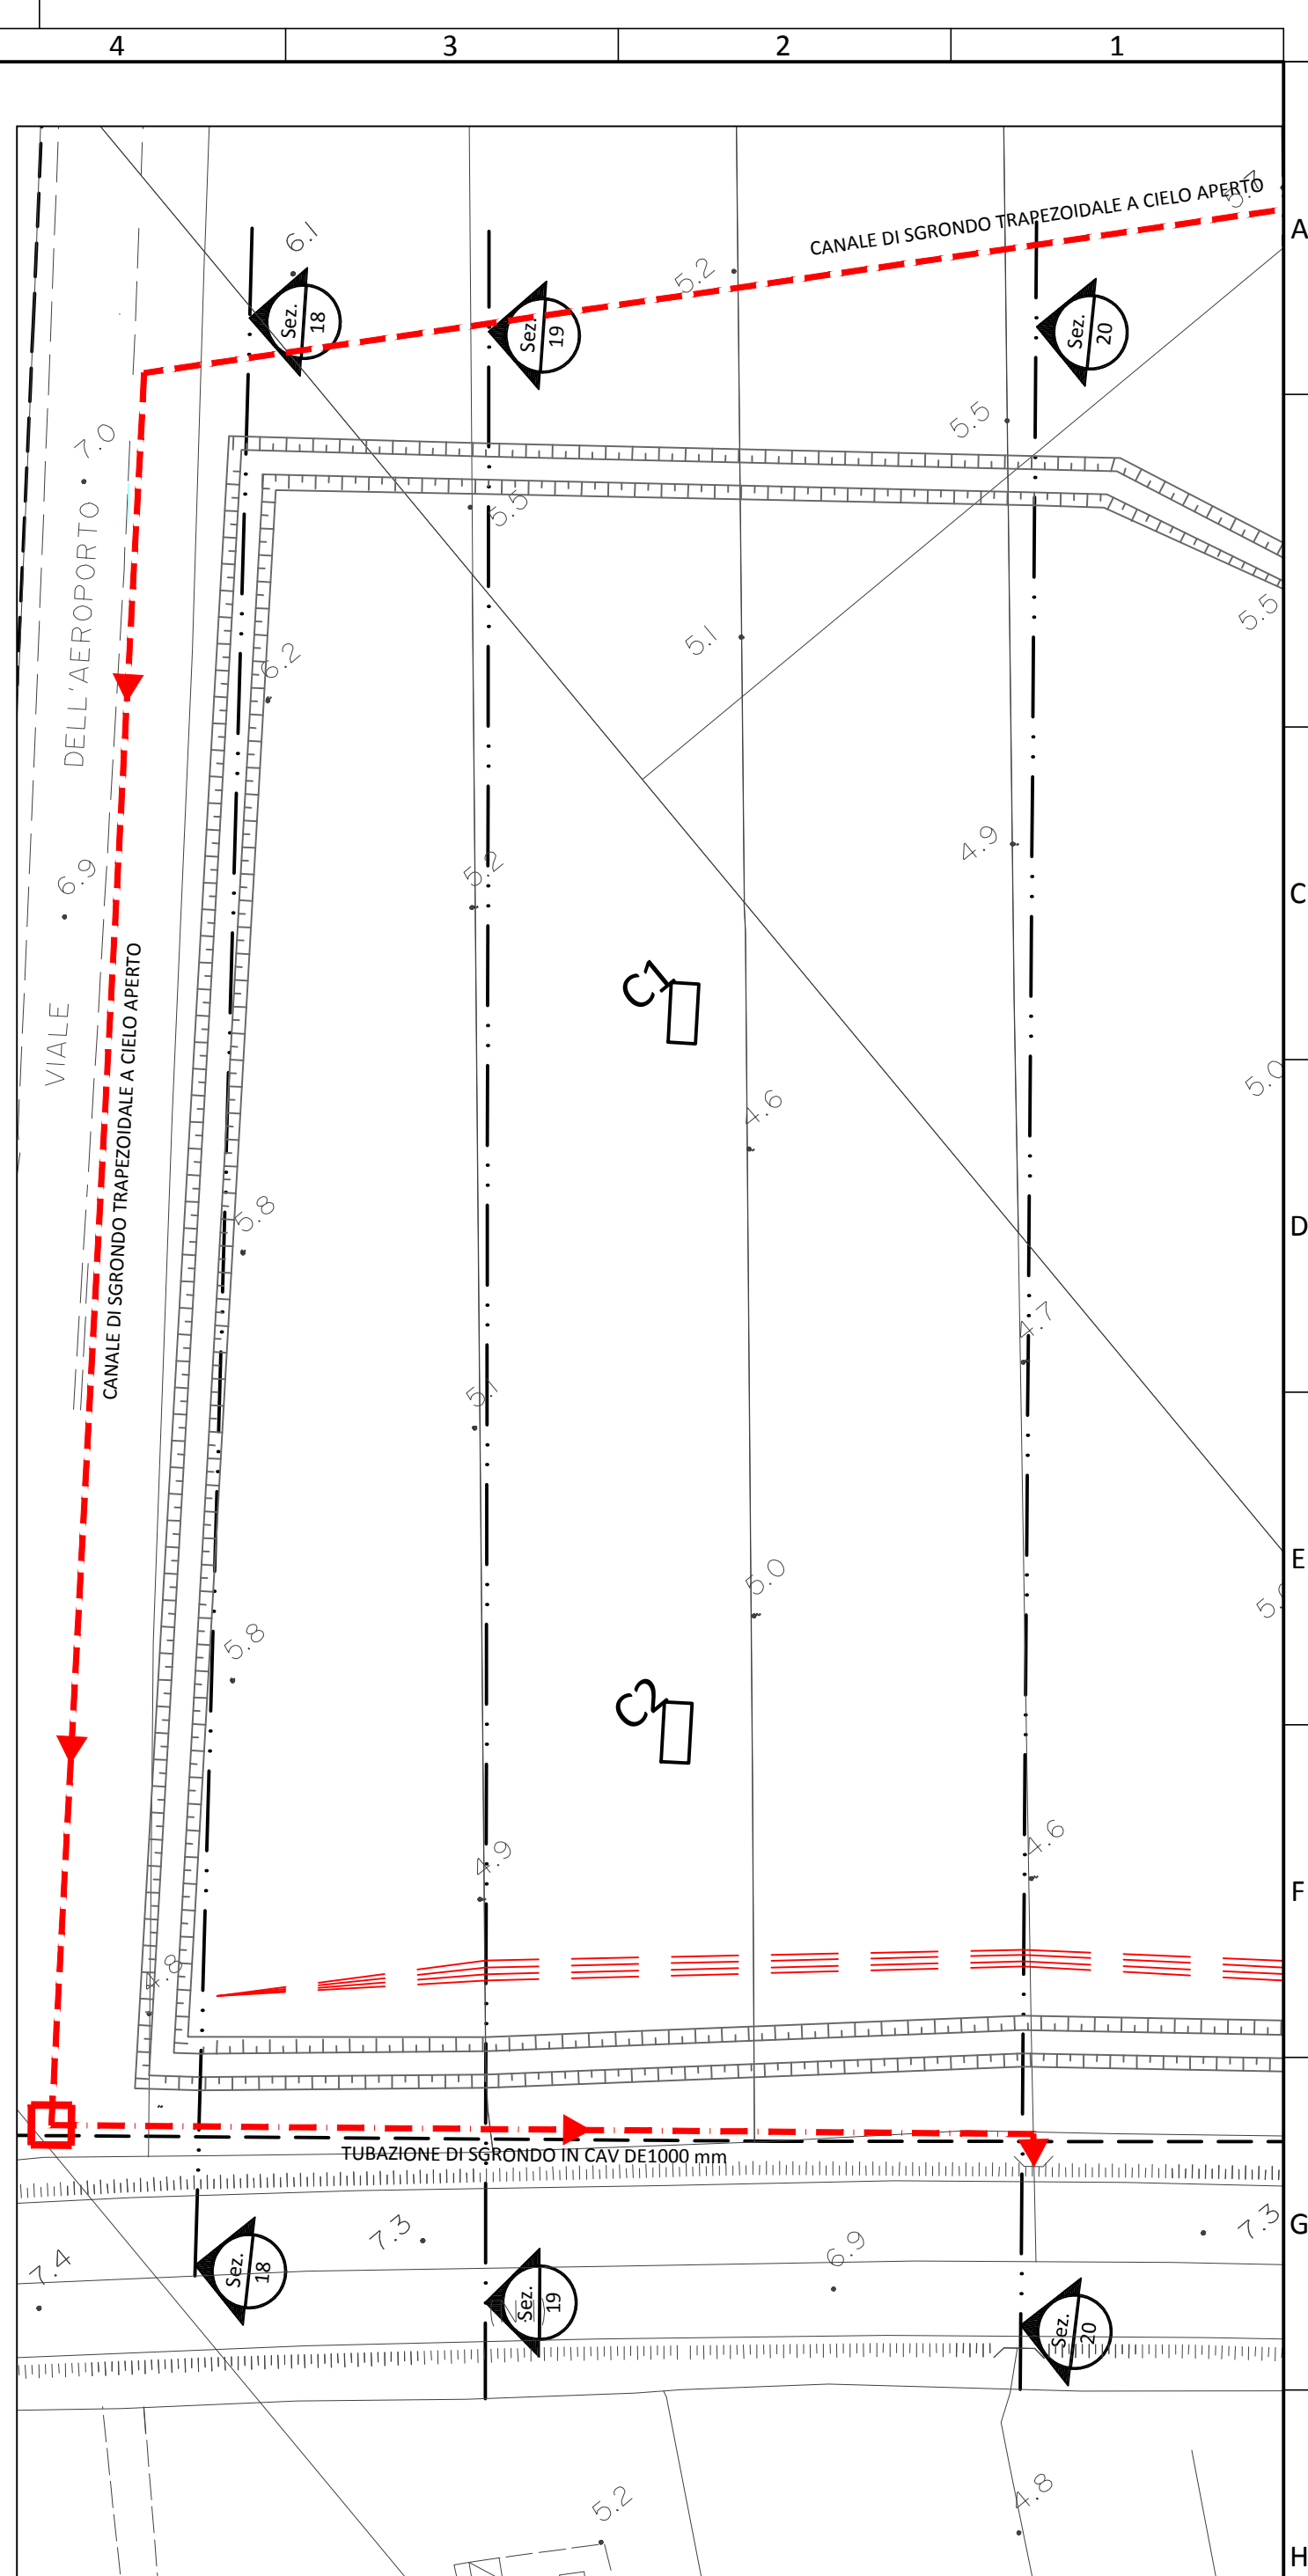 4 3 2 1
A
CANALE DI SGRONDO TRAPEZOIDALE A CIELO APERTO
5.7
6.1
5.2
Sez. 18
Sez. 19
Sez. 20
5.5
7.0
5.5
5.5
5.1
6.2
VIALE DELL'AEROPORTO
4.9
5.2
6.9
C
CANALE DI SGRONDO TRAPEZOIDALE A CIELO APERTO
C1
5.0
4.6
5.8
D
4.7
5.1
E
5.0
5.8
C2
4.6
4.9
F
4.8
TUBAZIONE DI SGRONDO IN CAV DE1000 mm
G
7.3
7.3
6.9
7.4
Sez. 18
Sez. 19
Sez. 20
5.2
4.8
H